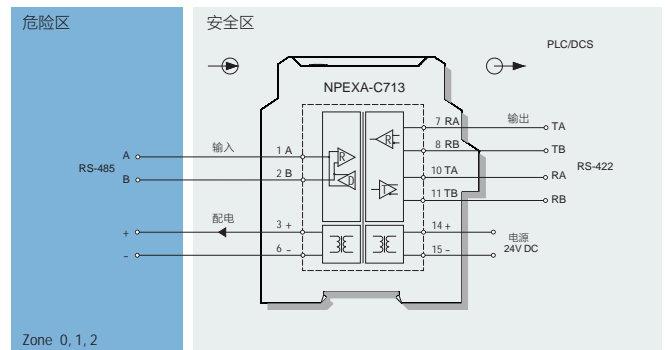 危险区
安全区
PLC/DCS
NPEXA-C713
输入
输出
7 RA
TA
8 RB
TB
1 A
A
RS-485
2 B
B
R
D
R
T
10 TA
RA
RS-422
11 TB
RB
配电
3 +
+
14 +
电源
24V DC
6 -
-
15 -
Zone 0, 1, 2